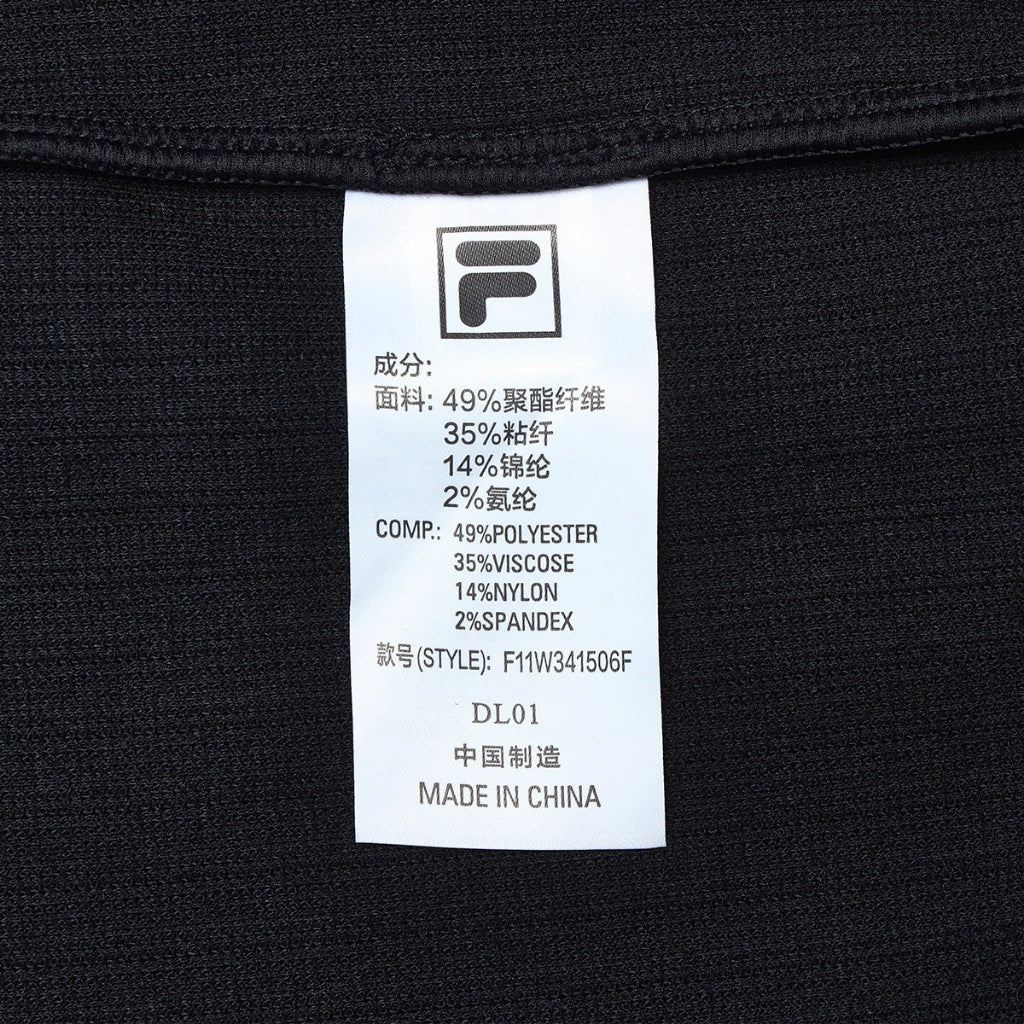 F
成分:
面料: 49%聚酯纤维
35%粘纤
14%锦纶
2%氨纶
COMP.: 49%POLYESTER
35%VISCOSE
14%NYLON
2%SPANDEX
款号(STYLE): F11W341506F
DL01
中国制造
MADE IN CHINA